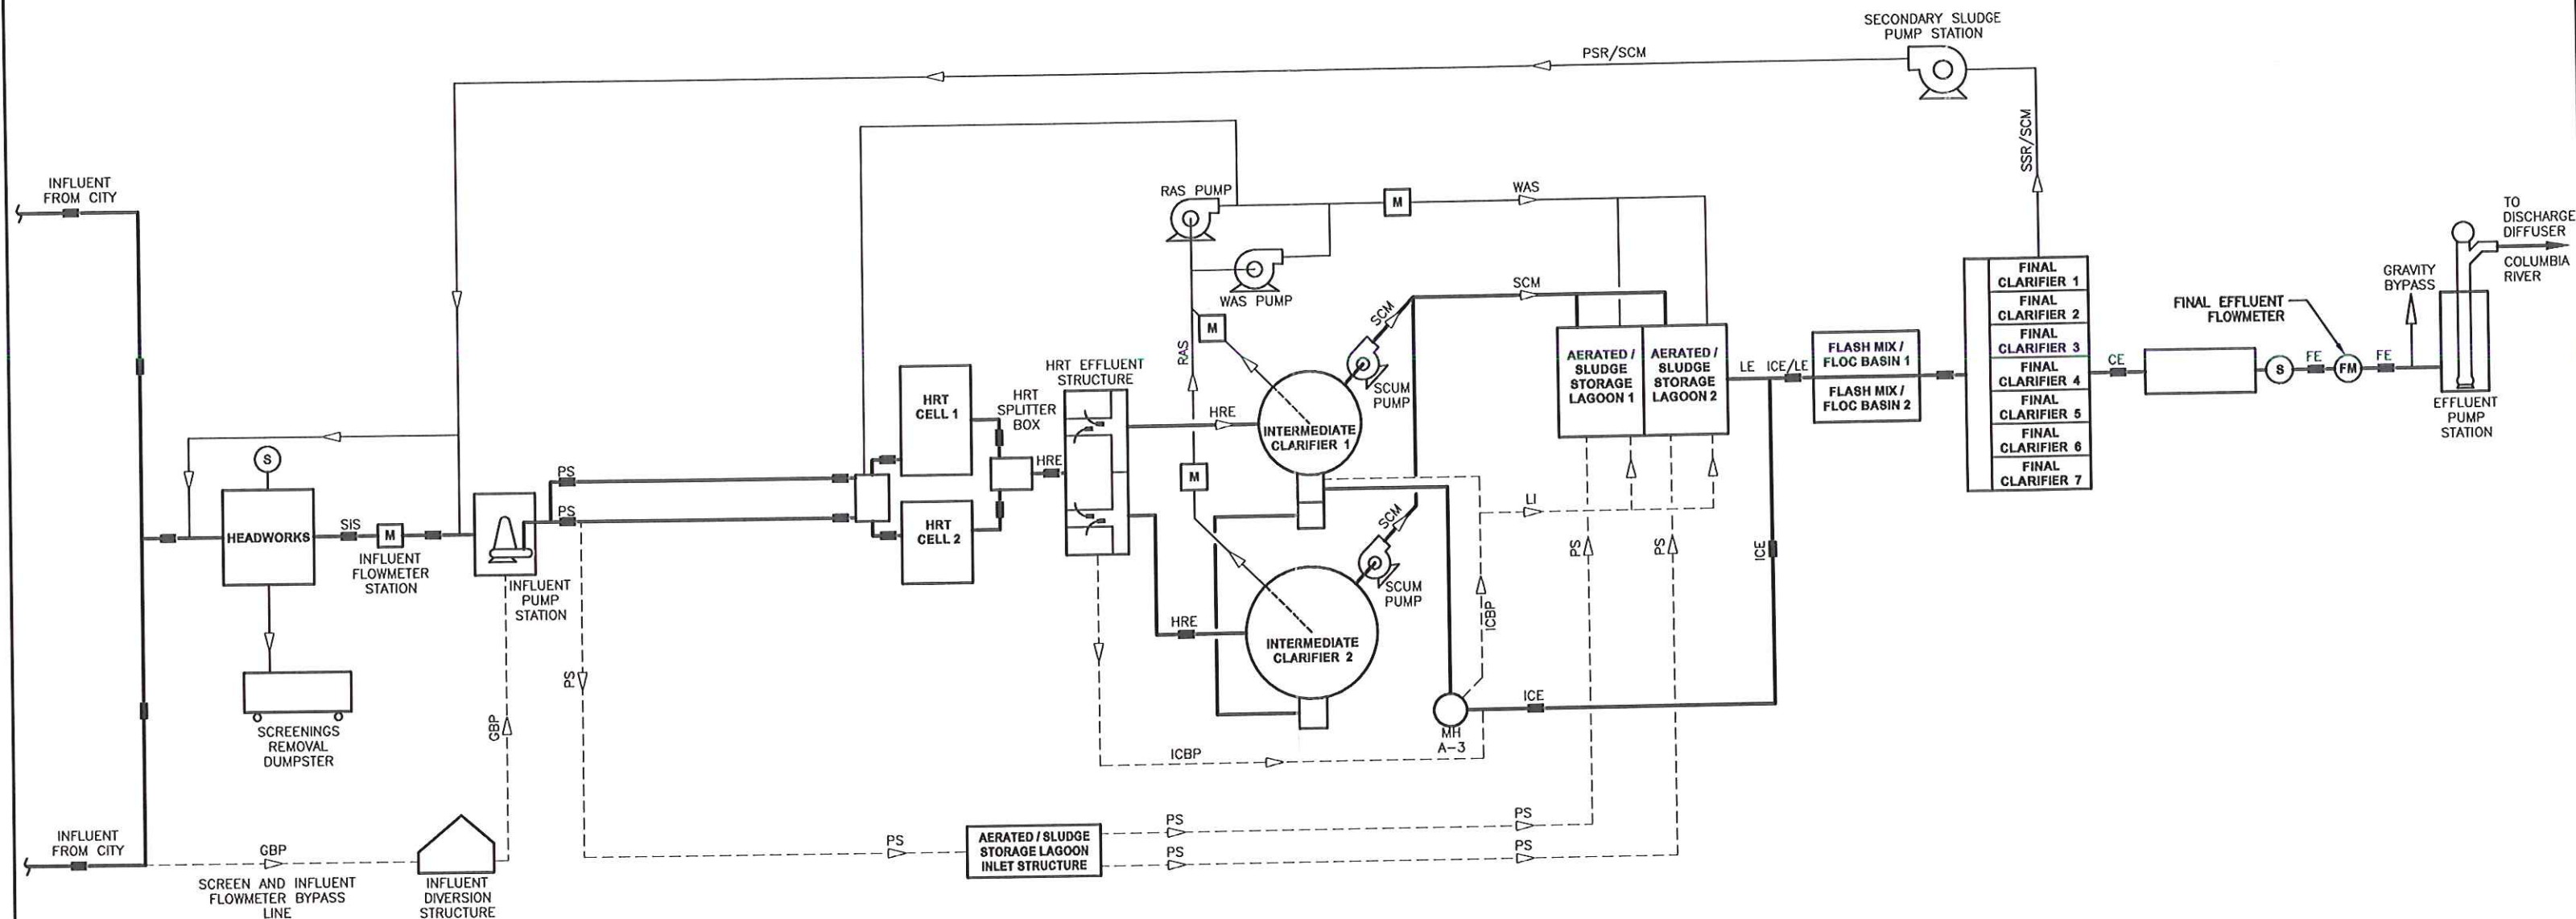 SECONDARY SLUDGE
PUMP STATION
PSR/SCM
SSR/SCM
INFLUENT
FROM CITY
RAS PUMP
M
WAS
WAS PUMP
RAS
M
SCM
SCM
SCUM
PUMP
TO
DISCHARGE
DIFFUSER
COLUMBIA
RIVER
GRAVITY
BYPASS
FINAL EFFLUENT
FLOWMETER
FINAL
CLARIFIER 1
FINAL
CLARIFIER 2
FINAL
CLARIFIER 3
FINAL
CLARIFIER 4
FINAL
CLARIFIER 5
FINAL
CLARIFIER 6
FINAL
CLARIFIER 7
CE
S
FE
FM
FE
EFFLUENT
PUMP
STATION
AERATED /
SLUDGE
STORAGE
LAGOON 1
AERATED /
SLUDGE
STORAGE
LAGOON 2
LE
ICE/LE
FLASH MIX /
FLOC BASIN 1
FLASH MIX /
FLOC BASIN 2
HRT EFFLUENT
STRUCTURE
HRT
CELL 1
HRT
SPLITTER
BOX
HRE
HRE
INTERMEDIATE
CLARIFIER 1
S
HEADWORKS
SiS
M
INFLUENT
FLOWMETER
STATION
INFLUENT
PUMP
STATION
PS
PS
HRT
CELL 2
M
SCM
SCUM
PUMP
LI
PS
PS
ICE
ICBP
HRE
INTERMEDIATE
CLARIFIER 2
PS
GBP
SCREENINGS
REMOVAL
DUMPSTER
MH
A-3
ICE
ICBP
INFLUENT
FROM CITY
GBP
SCREEN AND INFLUENT
FLOWMETER BYPASS
LINE
INFLUENT
DIVERSION
STRUCTURE
PS
AERATED / SLUDGE
STORAGE LAGOON
INLET STRUCTURE
PS
PS
PS
PS